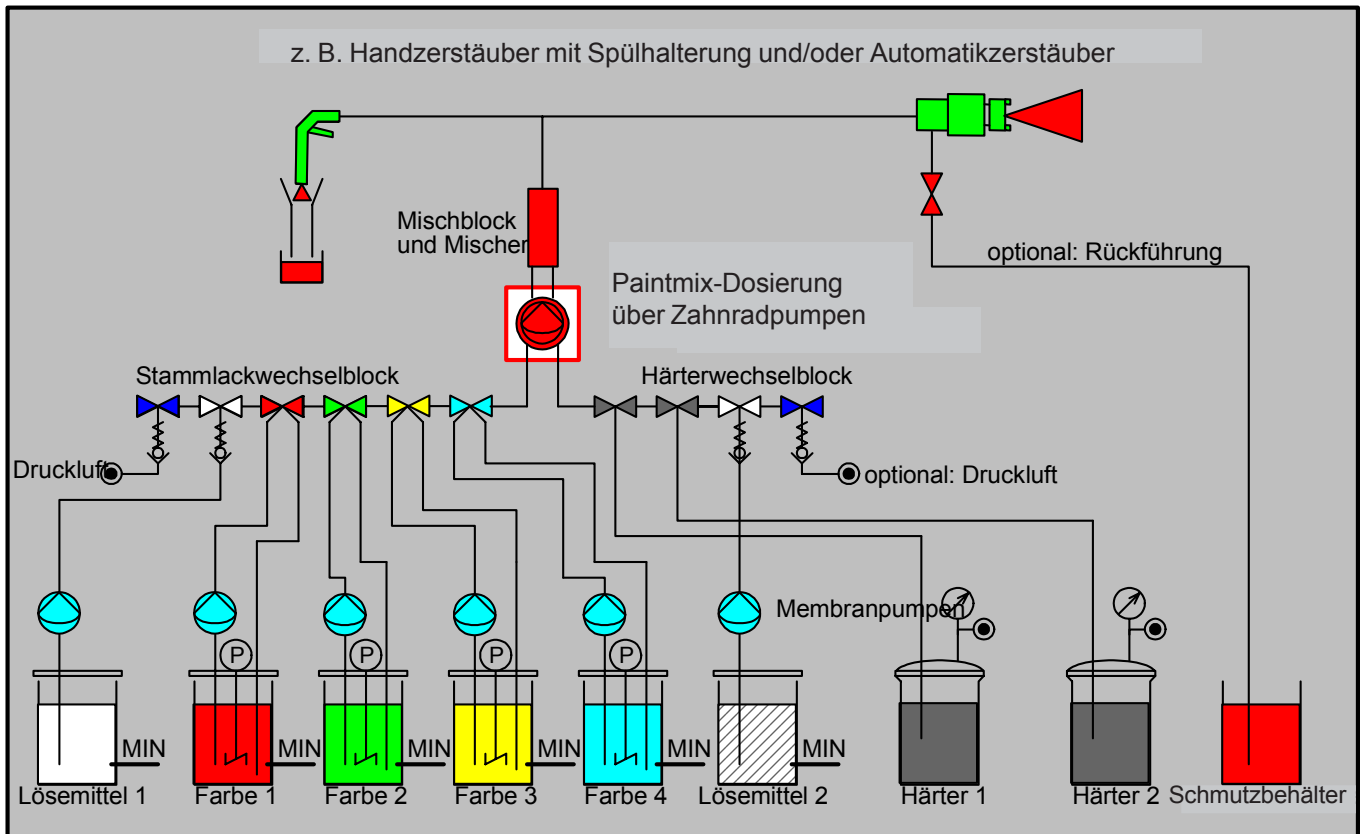 z. B. Handzerstäuber mit Spülhalterung und/oder Automatikzerstäuber
Mischblock
und Mischer
optional: Rückführung
Paintmix-Dosierung
über Zahnradpumpen
Stammlackwechselblock
Härterwechselblock
Druckluft
optional: Druckluft
Membranpumpen
P
P
P
P
MIN
MIN
MIN
MIN
MIN
MIN
Lösemittel 1
Farbe 1
Farbe 2
Farbe 3
Farbe 4
Lösemittel 2
Härter 1
Härter 2
Schmutzbehälter